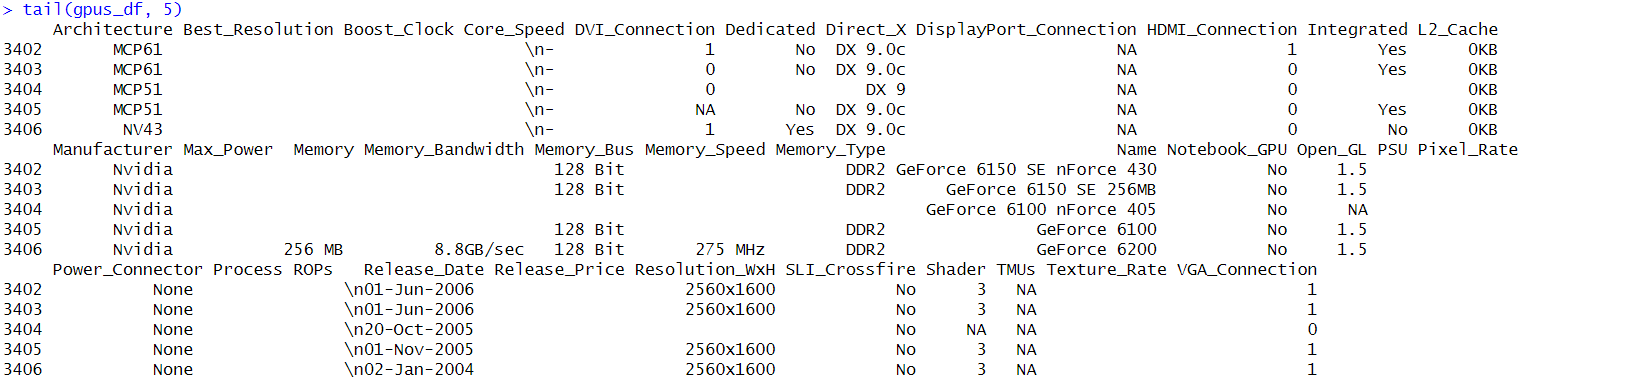 > tail(gpus_df, 5)
Architecture Best_Resolution Boost_Clock Core_Speed DVI_Connection Dedicated Direct_X DisplayPort_Connection HDMI_Connection Integrated L2_Cache
3402 MCP61 \n- 1 No DX 9.0c NA 1 Yes 0KB
3403 MCP61 \n- 0 No DX 9.0c NA 0 Yes 0KB
3404 MCP51 \n- 0 DX 9 NA 0 0KB
3405 MCP51 \n- NA No DX 9.0c NA 0 Yes 0KB
3406 NV43 \n- 1 Yes DX 9.0c NA 0 No 0KB
Manufacturer Max_Power Memory Memory_Bandwidth Memory_Bus Memory_Speed Memory_Type Name Notebook_GPU Open_GL PSU Pixel_Rate
3402 Nvidia 128 Bit DDR2 GeForce 6150 SE nForce 430 No 1.5
3403 Nvidia 128 Bit DDR2 GeForce 6150 SE 256MB No 1.5
3404 Nvidia GeForce 6100 nForce 405 No NA
3405 Nvidia 128 Bit DDR2 GeForce 6100 No 1.5
3406 Nvidia 256 MB 8.8GB/sec 128 Bit 275 MHz DDR2 GeForce 6200 No 1.5
Power_Connector Process ROPs Release_Date Release_Price Resolution_WxH SLI_Crossfire Shader TMUs Texture_Rate VGA_Connection
3402 None \n01-Jun-2006 2560x1600 No 3 NA 1
3403 None \n01-Jun-2006 2560x1600 No 3 NA 1
3404 None \n20-Oct-2005 No NA NA 0
3405 None \n01-Nov-2005 2560x1600 No 3 NA 1
3406 None \n02-Jan-2004 2560x1600 No 3 NA 1